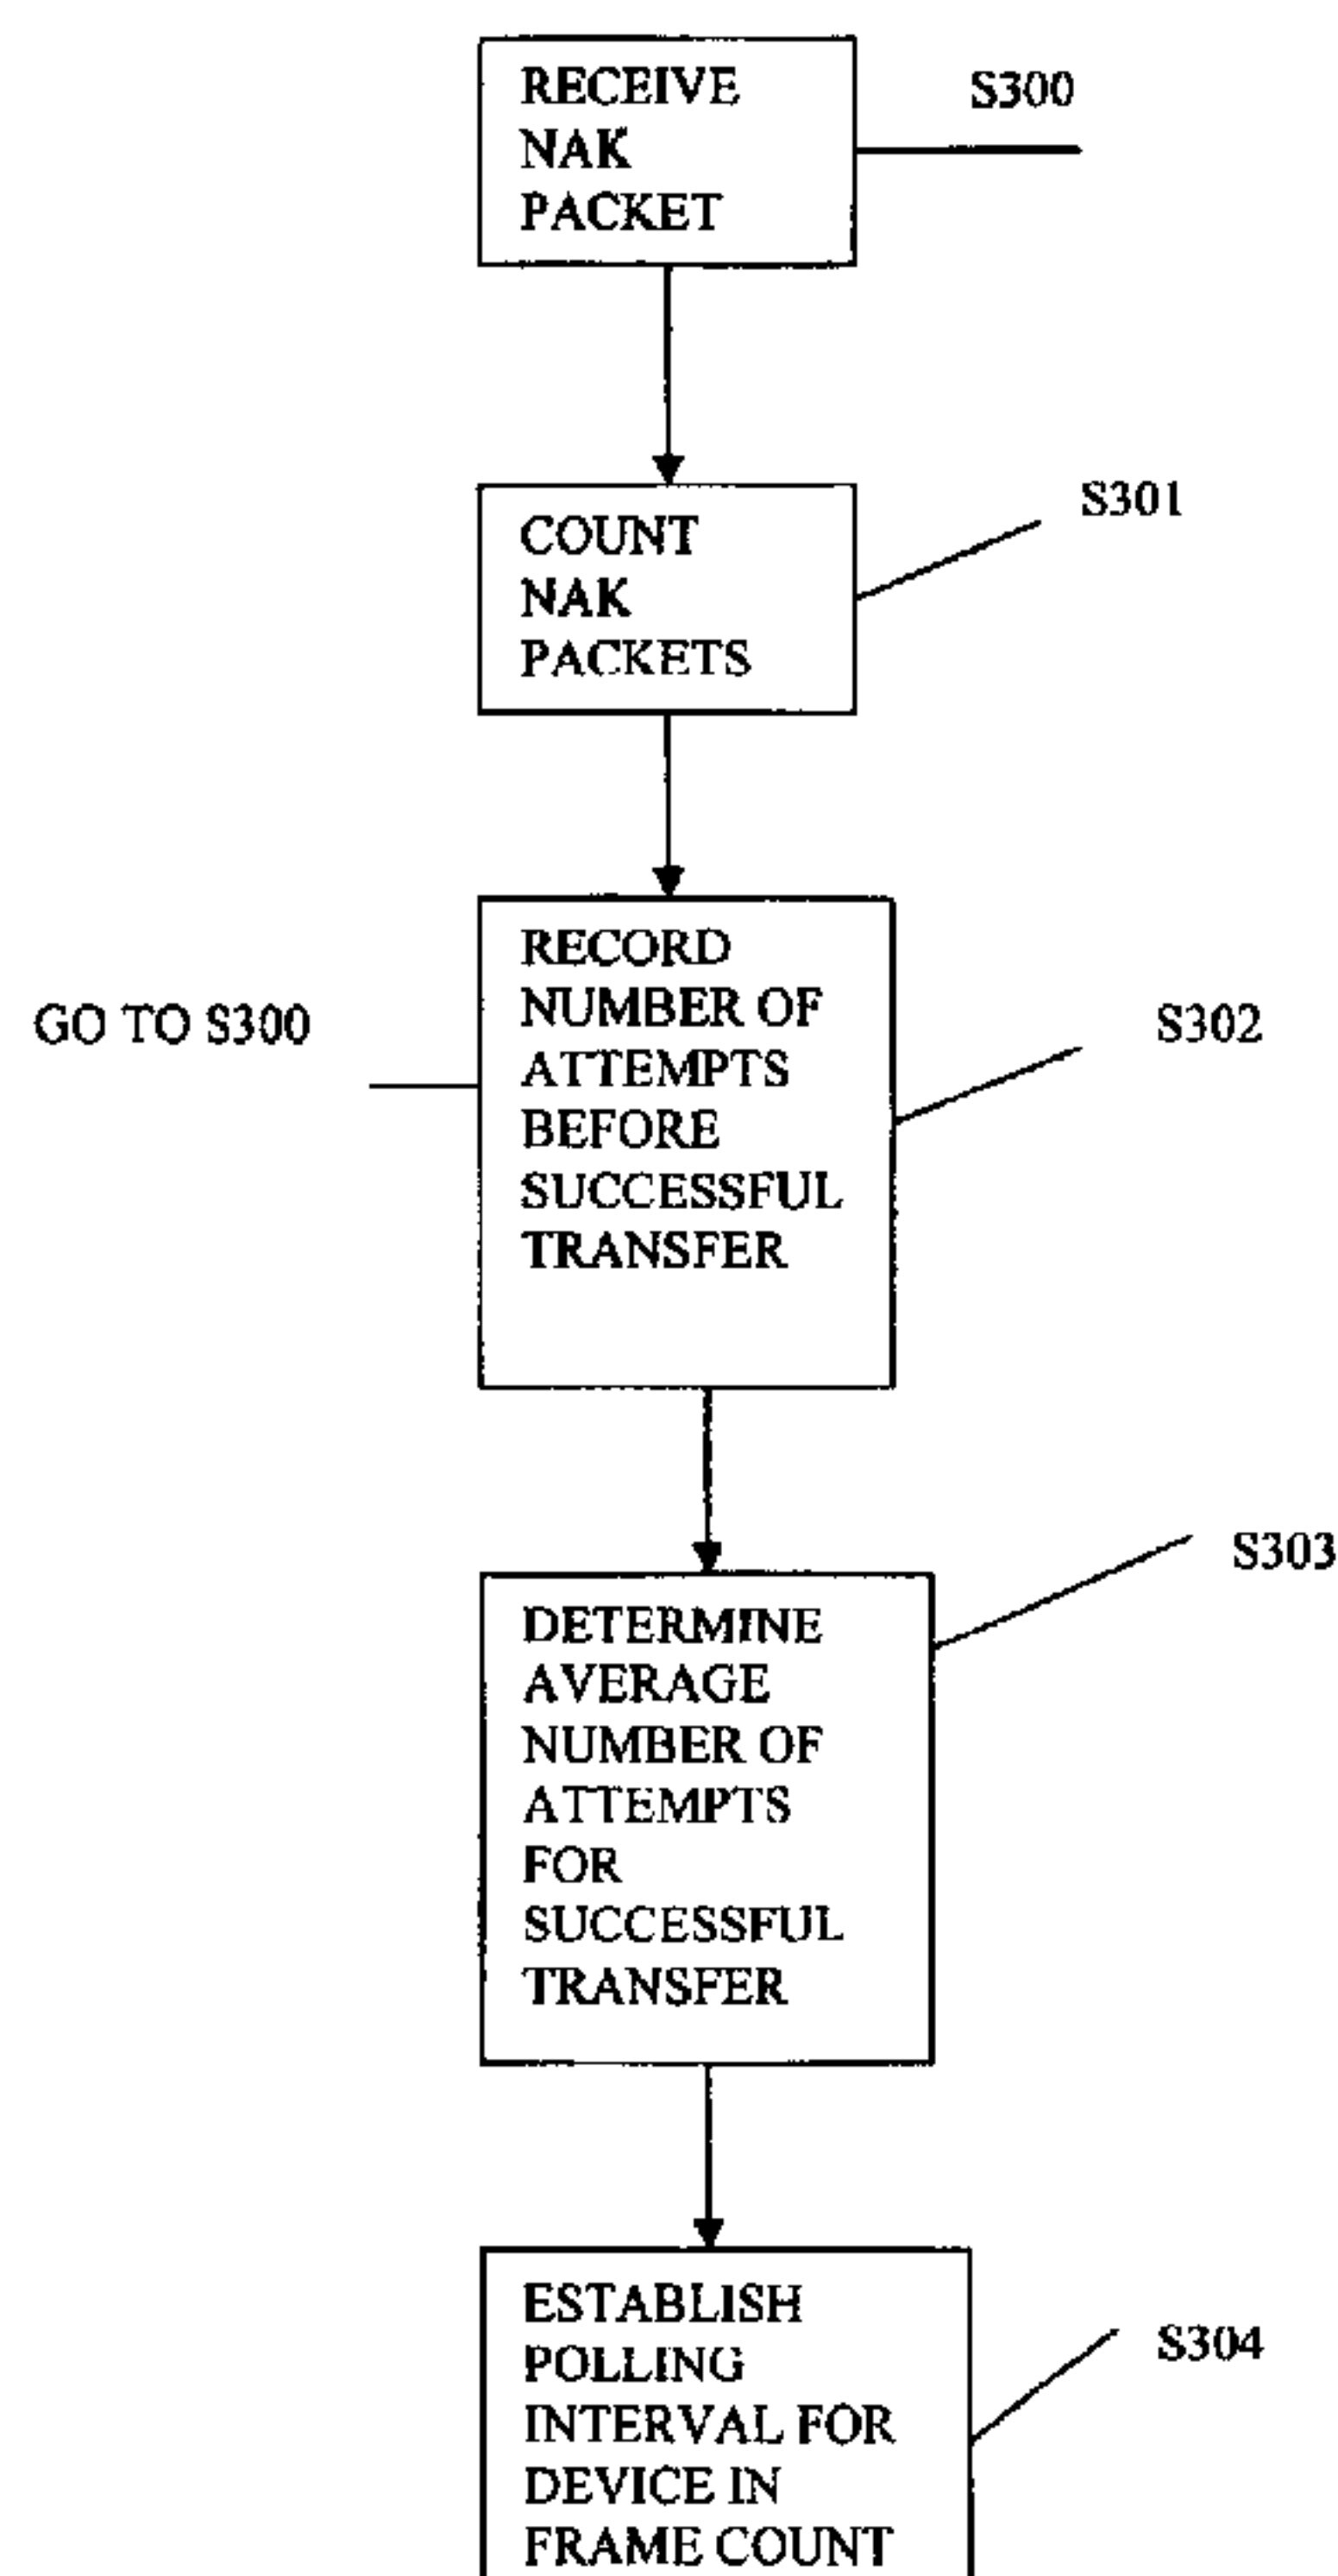 RECEIVE
NAK
PACKET
S300
COUNT
NAK
PACKETS
S301
GO TO S300
RECORD
NUMBER OF
ATTEMPTS
BEFORE
SUCCESSFUL
TRANSFER
S302
DETERMINE
AVERAGE
NUMBER OF
ATTEMPTS
FOR
SUCCESSFUL
TRANSFER
S303
ESTABLISH
POLLING
INTERVAL FOR
DEVICE IN
FRAME COUNT
S304